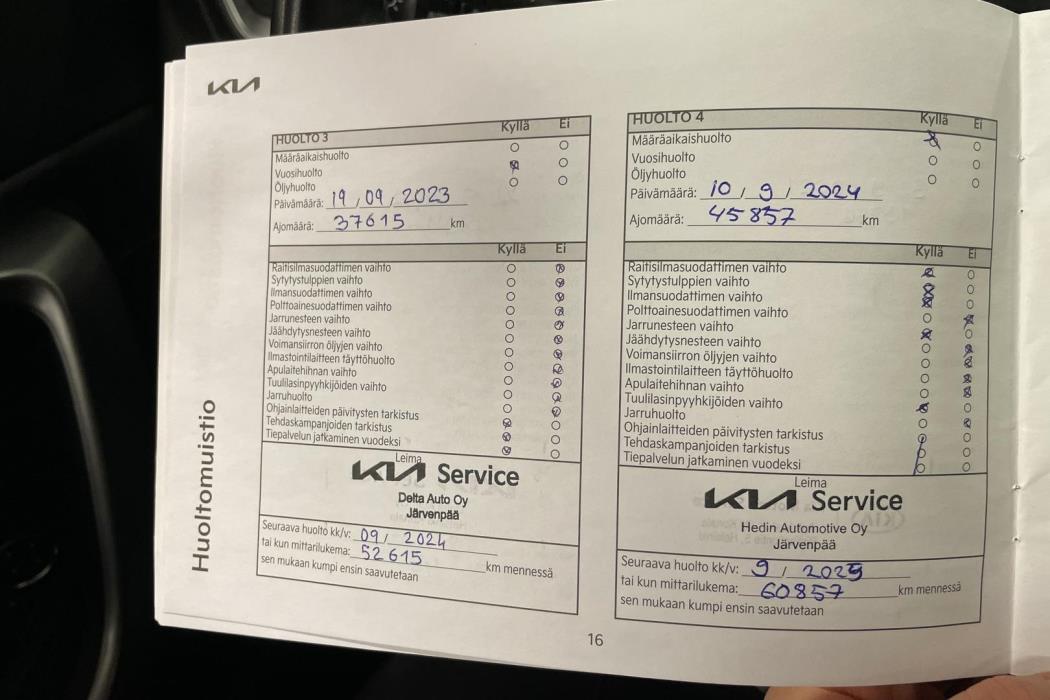 KIA
HUOLTO 3 Kyllä Ei
Määräaikaishuolto
Vuosihuolto
Öljyhuolto
Päivämäärä: 19 / 09 / 2023
Ajomäärä: 37615 km
Kyllä Ei
Raitisilmasuodattimen vaihto
Sytytystulppien vaihto
Ilmansuodattimen vaihto
Polttoainesuodattimen vaihto
Jarrunesteen vaihto
Jäähdytysnesteen vaihto
Voimansiirron öljyjen vaihto
Ilmastointilaitteen täyttöhuolto
Apulaitehihnan vaihto
Tuulilasinpyyhkijöiden vaihto
Jarruhuolto
Ohjainlaitteiden päivitysten tarkistus
Tehdaskampanjoiden tarkistus
Tiepalvelun jatkaminen vuodeksi
Leima
KIA Service
Delta Auto Oy
Järvenpää
Seuraava huolto kk/v: 09 / 2024
tai kun mittarilukema: 52615 km mennessä
sen mukaan kumpi ensin saavutetaan
HUOLTO 4 Kyllä Ei
Määräaikaishuolto
Vuosihuolto
Öljyhuolto
Päivämäärä: 10 / 9 / 2024
Ajomäärä: 45857 km
Kyllä Ei
Raitisilmasuodattimen vaihto
Sytytystulppien vaihto
Ilmansuodattimen vaihto
Polttoainesuodattimen vaihto
Jarrunesteen vaihto
Jäähdytysnesteen vaihto
Voimansiirron öljyjen vaihto
Ilmastointilaitteen täyttöhuolto
Apulaitehihnan vaihto
Tuulilasinpyyhkijöiden vaihto
Jarruhuolto
Ohjainlaitteiden päivitysten tarkistus
Tehdaskampanjoiden tarkistus
Tiepalvelun jatkaminen vuodeksi
Leima
KIA Service
Hedin Automotive Oy
Järvenpää
Seuraava huolto kk/v: 9 / 2025
tai kun mittarilukema: 60857 km mennessä
sen mukaan kumpi ensin saavutetaan
Huoltomuistio
16